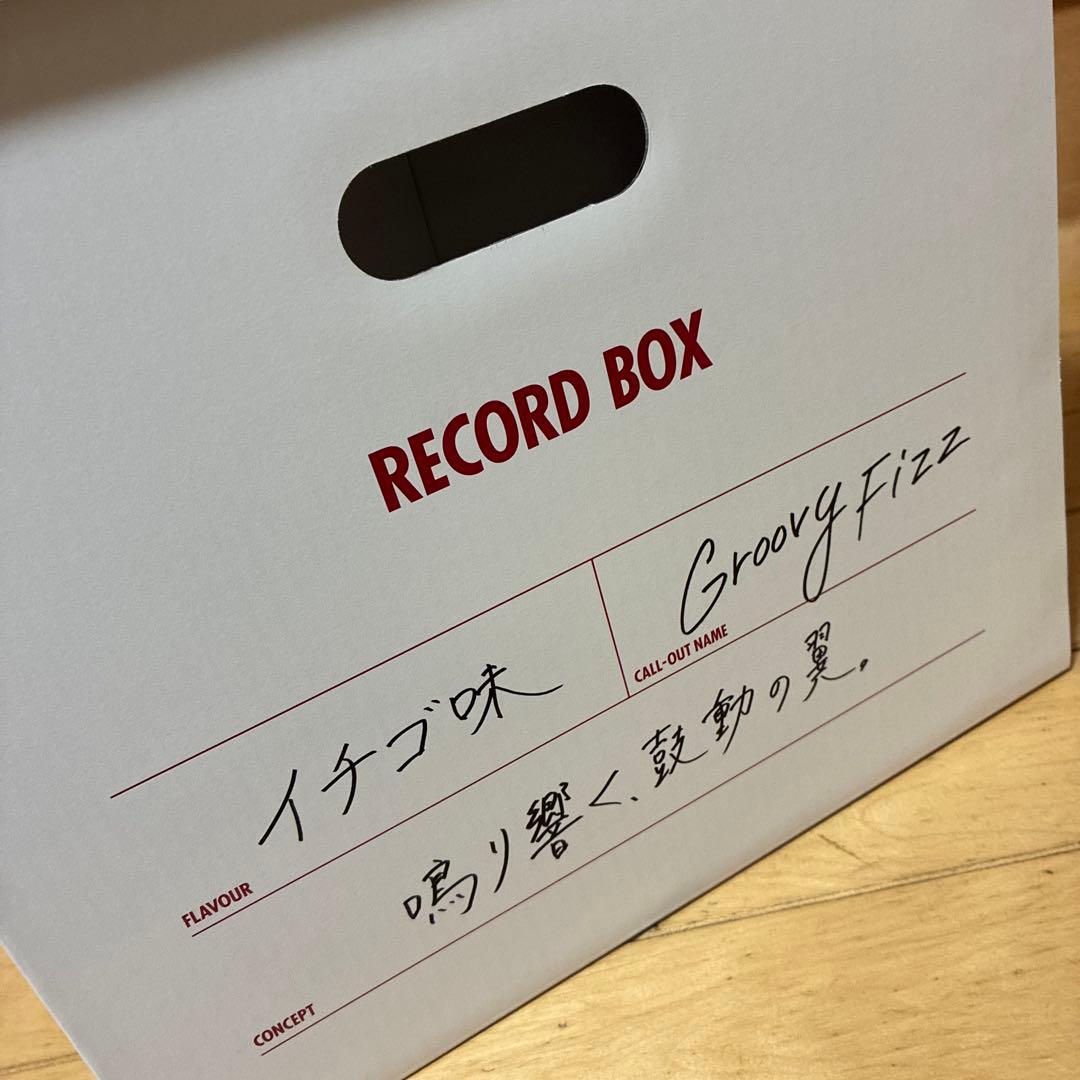 RECORD BOX
イチゴ味
FLAVOUR
Groovy Fizz
CALL-OUT NAME
鳴り響く、鼓動の翼。
CONCEPT